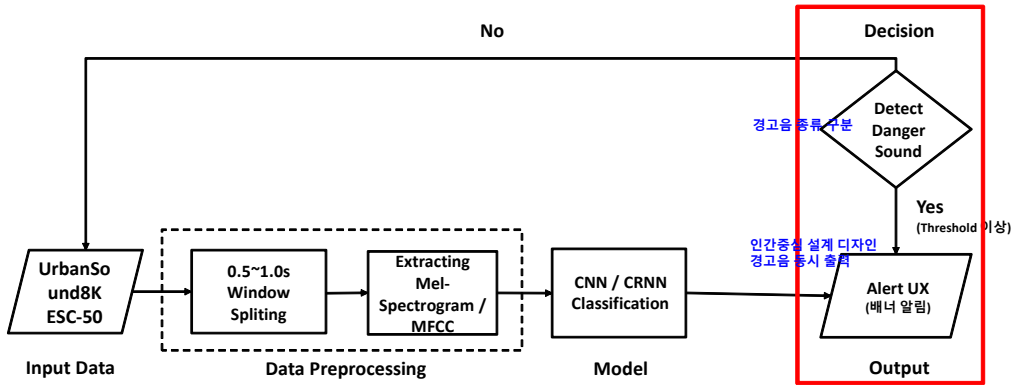 No
Decision
Detect
Danger
Sound
경고음 종류 구분
Yes
(Threshold 이상)
인간중심 설계 디자인
경고음 동시 출력
UrbanSo
und8K
ESC-50
0.5~1.0s
Window
Spliting
Extracting
Mel-
Spectrogram /
MFCC
CNN / CRNN
Classification
Alert UX
(배너 알림)
Input Data
Data Preprocessing
Model
Output